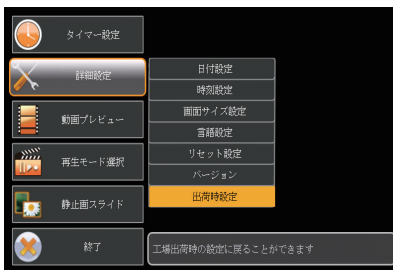 タイマー設定
詳細設定
動画プレビュー
再生モード選択
静止画スライド
終了
日付設定
時刻設定
画面サイズ設定
言語設定
リセット設定
バージョン
出荷時設定
工場出荷時の設定に戻ることができます